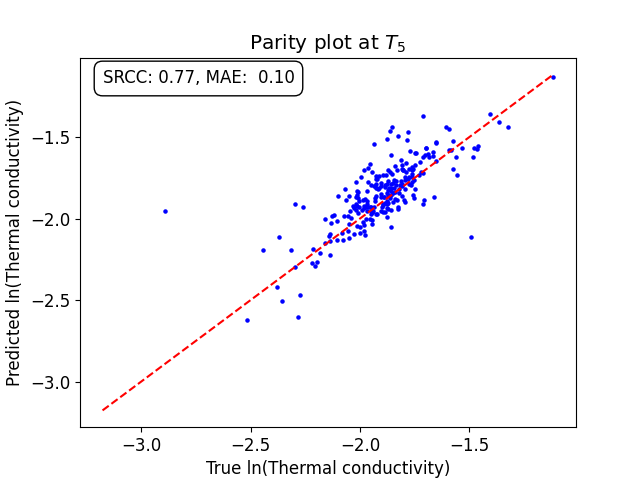 Parity plot at $T_5$
SRCC: 0.77, MAE:  0.10
Predicted ln(Thermal conductivity)
−1.5
−2.0
−2.5
−3.0
−3.0 −2.5 −2.0 −1.5
True ln(Thermal conductivity)